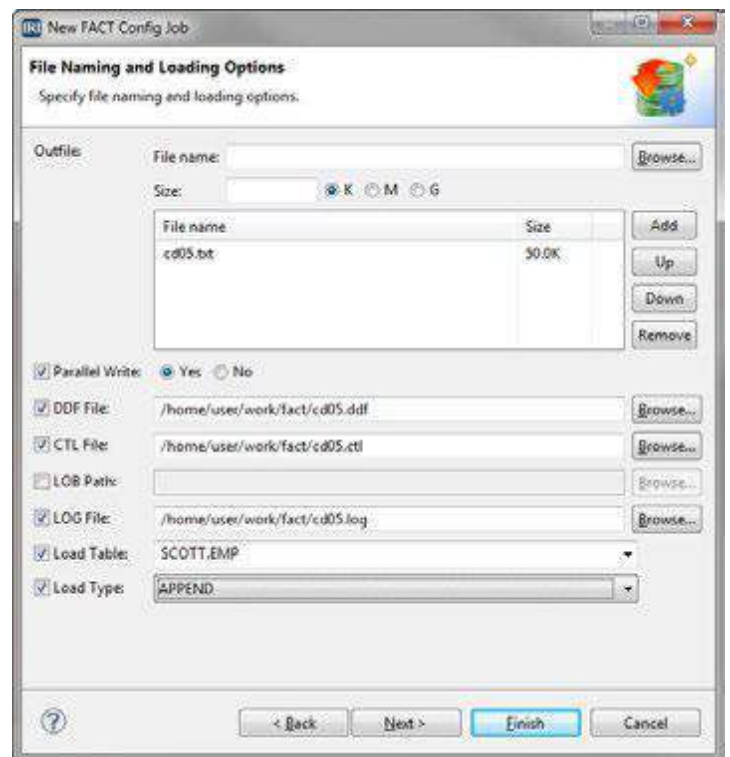 IRI New FACT Config Job
File Naming and Loading Options
Specify file naming and loading options.
Outfile:
File name:
Browse...
Size:
K
M
G
File name
Size
cd05.txt
50.0K
Add
Up
Down
Remove
Parallel Write:
Yes
No
DDF File:
/home/user/work/fact/cd05.ddf
Browse...
CTL File:
/home/user/work/fact/cd05.ctl
Browse...
LOB Path:
Browse...
LOG File:
/home/user/work/fact/cd05.log
Browse...
Load Table:
SCOTT.EMP
Load Type:
APPEND
?
< Back
Next >
Finish
Cancel